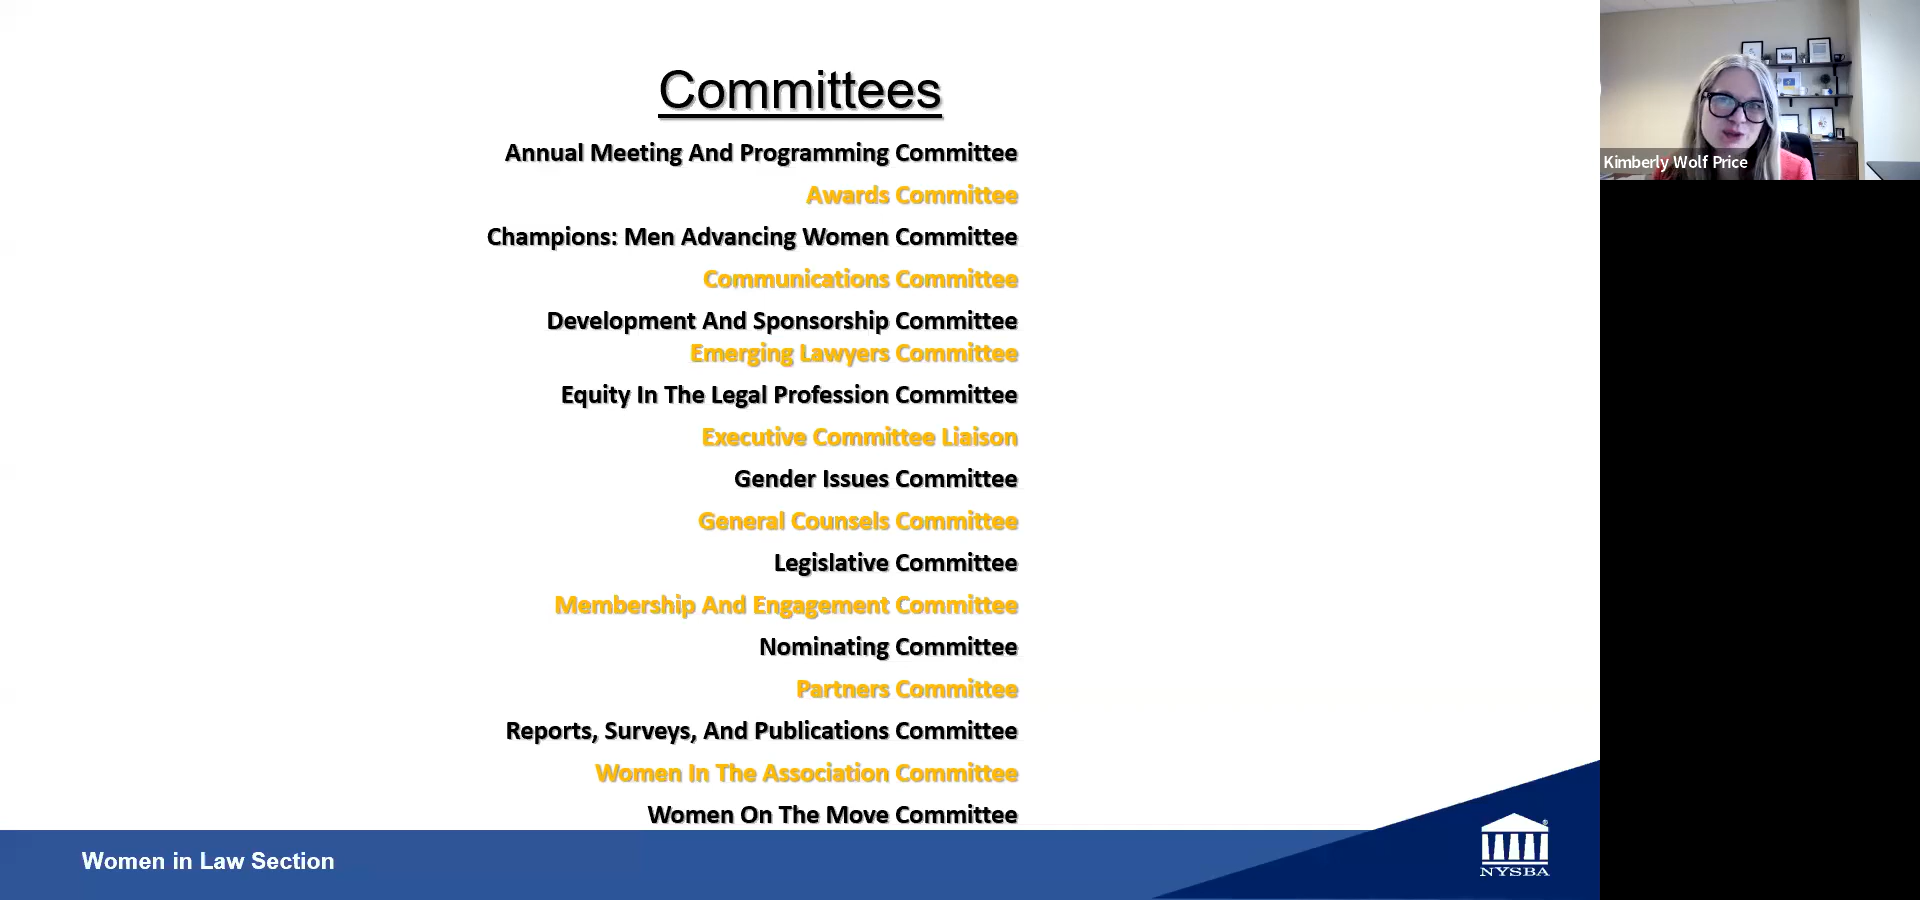 Committees
Annual Meeting And Programming Committee
Awards Committee
Champions: Men Advancing Women Committee
Communications Committee
Development And Sponsorship Committee
Emerging Lawyers Committee
Equity In The Legal Profession Committee
Executive Committee Liaison
Gender Issues Committee
General Counsels Committee
Legislative Committee
Membership And Engagement Committee
Nominating Committee
Partners Committee
Reports, Surveys, And Publications Committee
Women In The Association Committee
Women On The Move Committee
Women in Law Section
NYSBA
Kimberly Wolf Price